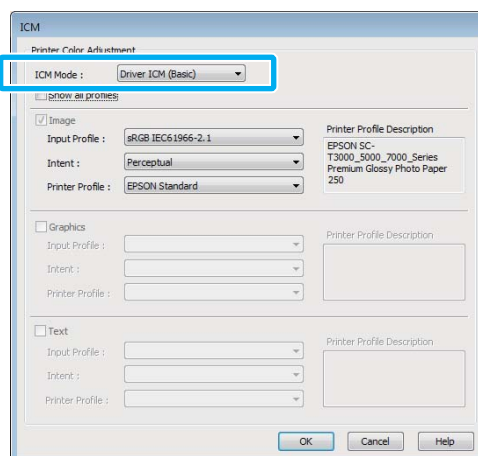 ICM
Printer Color Adjustment
ICM Mode : Driver ICM (Basic)
Show all profiles
Image
Input Profile : sRGB IEC61966-2.1
Intent : Perceptual
Printer Profile : EPSON Standard
Printer Profile Description
EPSON SC-
T3000_5000_7000_Series
Premium Glossy Photo Paper
250
Graphics
Input Profile :
Intent :
Printer Profile :
Printer Profile Description
Text
Input Profile :
Intent :
Printer Profile :
Printer Profile Description
OK Cancel Help